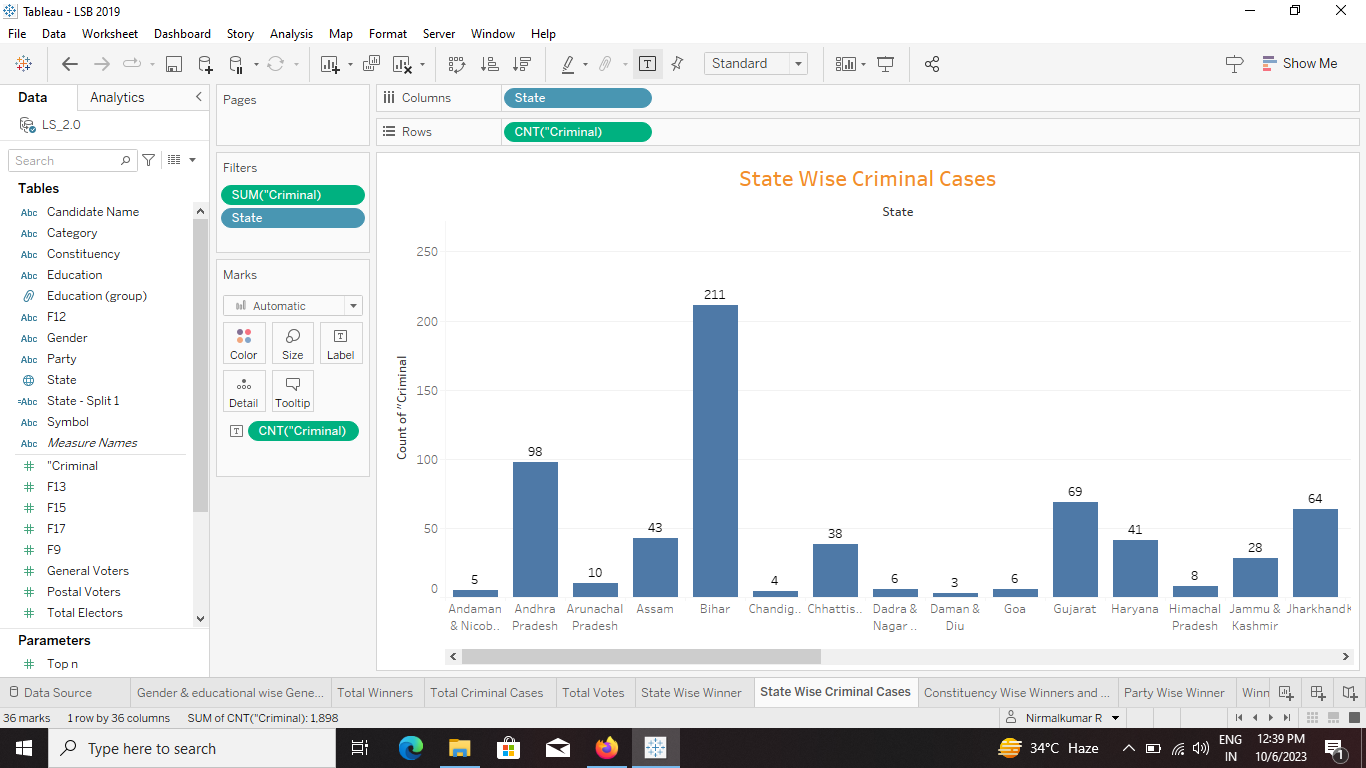 Tableau - LSB 2019
File Data Worksheet Dashboard Story Analysis Map Format Server Window Help
Standard
Show Me
Data Analytics
LS_2.0
Search
Tables
Abc Candidate Name
Abc Category
Abc Constituency
Abc Education
Education (group)
Abc F12
Abc Gender
Abc Party
State
=Abc State - Split 1
Abc Symbol
Abc Measure Names
# "Criminal
# F13
# F15
# F17
# F9
# General Voters
# Postal Voters
# Total Electors
Parameters
# Top n
Pages
Filters
SUM("Criminal)
State
Marks
Automatic
Color Size Label
Detail Tooltip
CNT("Criminal)
Columns State
Rows CNT("Criminal)
State Wise Criminal Cases
State
Count of "Criminal
250
200
150
100
50
0
5 98 10 43 211 4 38 6 3 6 69 41 8 28 64
Andaman & Nicob..
Andhra Pradesh
Arunachal Pradesh
Assam
Bihar
Chandig..
Chhattis..
Dadra & Nagar ..
Daman & Diu
Goa
Gujarat
Haryana
Himachal Pradesh
Jammu & Kashmir
Jharkhand
Data Source Gender & educational wise Gene... Total Winners Total Criminal Cases Total Votes State Wise Winner State Wise Criminal Cases Constituency Wise Winners and ... Party Wise Winner Winn
36 marks 1 row by 36 columns SUM of CNT("Criminal): 1,898
Nirmalkumar R
Type here to search
34°C Haze
ENG
IN
12:39 PM
10/6/2023
1